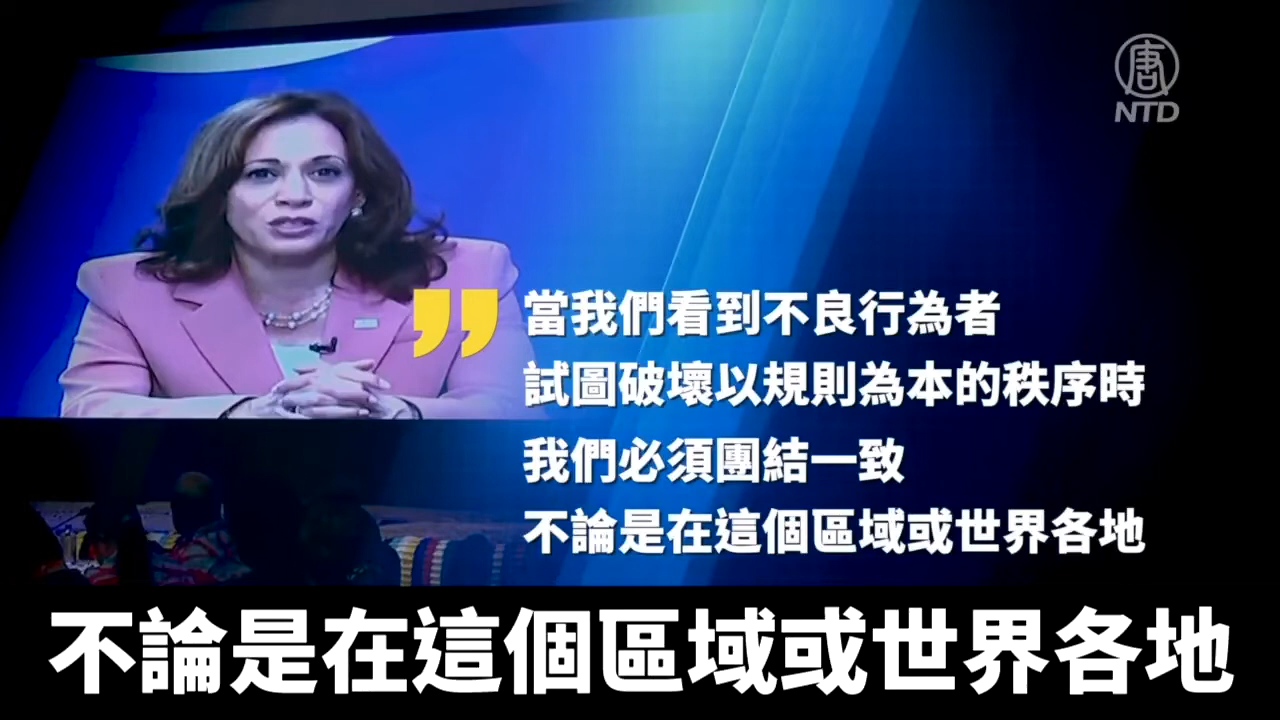 唐
NTD
當我們看到不良行為者
試圖破壞以規則為本的秩序時
我們必須團結一致
不論是在這個區域或世界各地
不論是在這個區域或世界各地